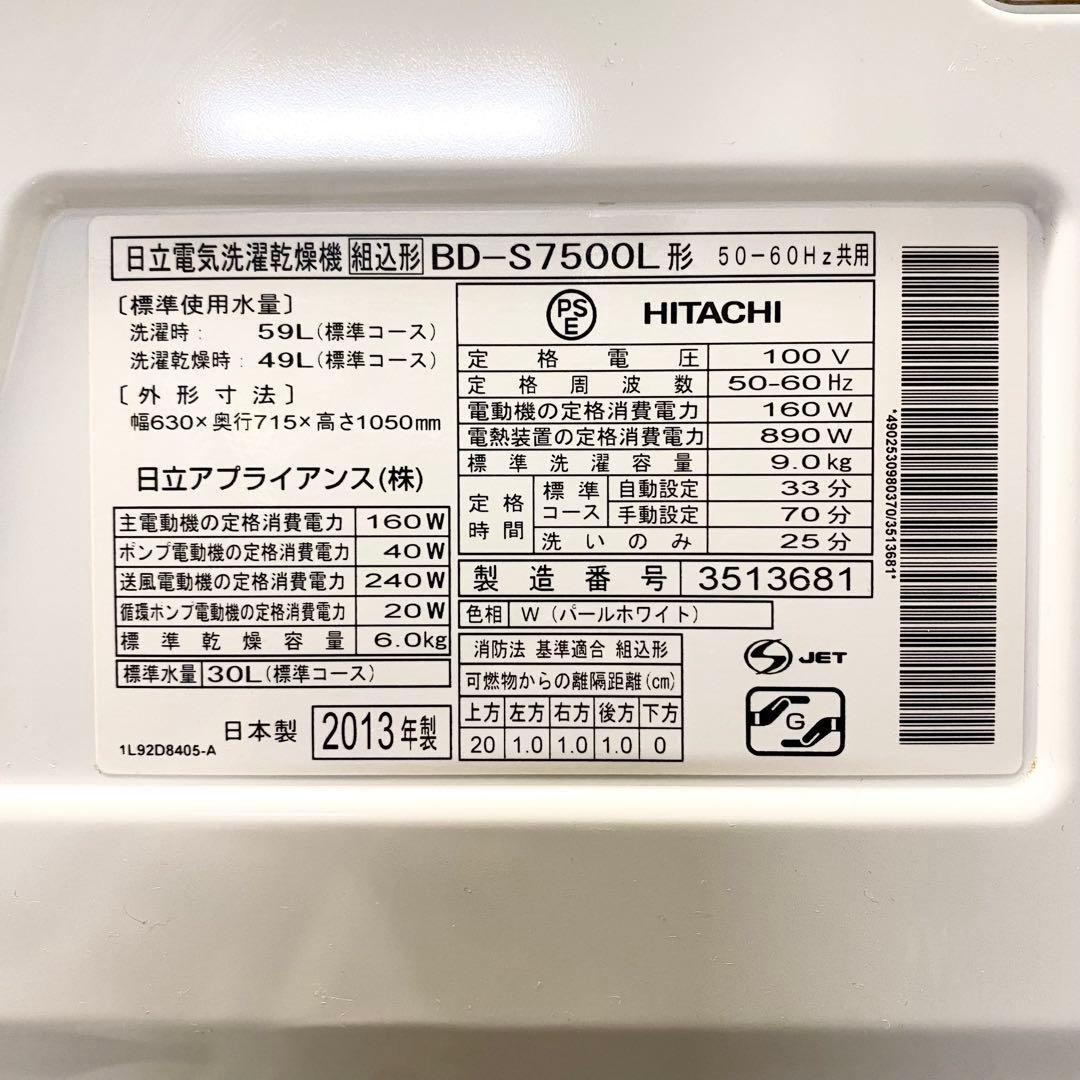 日立電気洗濯乾燥機 組込形 BD-S7500L形 50-60Hz共用
〔標準使用水量〕
洗濯時: 59L(標準コース)
洗濯乾燥時: 49L(標準コース)
〔外形寸法〕
幅630×奥行715×高さ1050mm
日立アプライアンス(株)
主電動機の定格消費電力 160W
ポンプ電動機の定格消費電力 40W
送風電動機の定格消費電力 240W
循環ポンプ電動機の定格消費電力 20W
標準乾燥容量 6.0kg
標準水量 30L(標準コース)
日本製 2013年製
1L92D8405-A
PSE HITACHI
定格電圧 100V
定格周波数 50-60Hz
電動機の定格消費電力 160W
電熱装置の定格消費電力 890W
標準洗濯容量 9.0kg
定格時間 標準コース 自動設定 33分
手動設定 70分
洗いのみ 25分
製造番号 3513681
色相 W(パールホワイト)
消防法 基準適合 組込形
可燃物からの離隔距離(cm)
上方 左方 右方 後方 下方
20 1.0 1.0 1.0 0
S JET
G
*4902530980370/3513681*